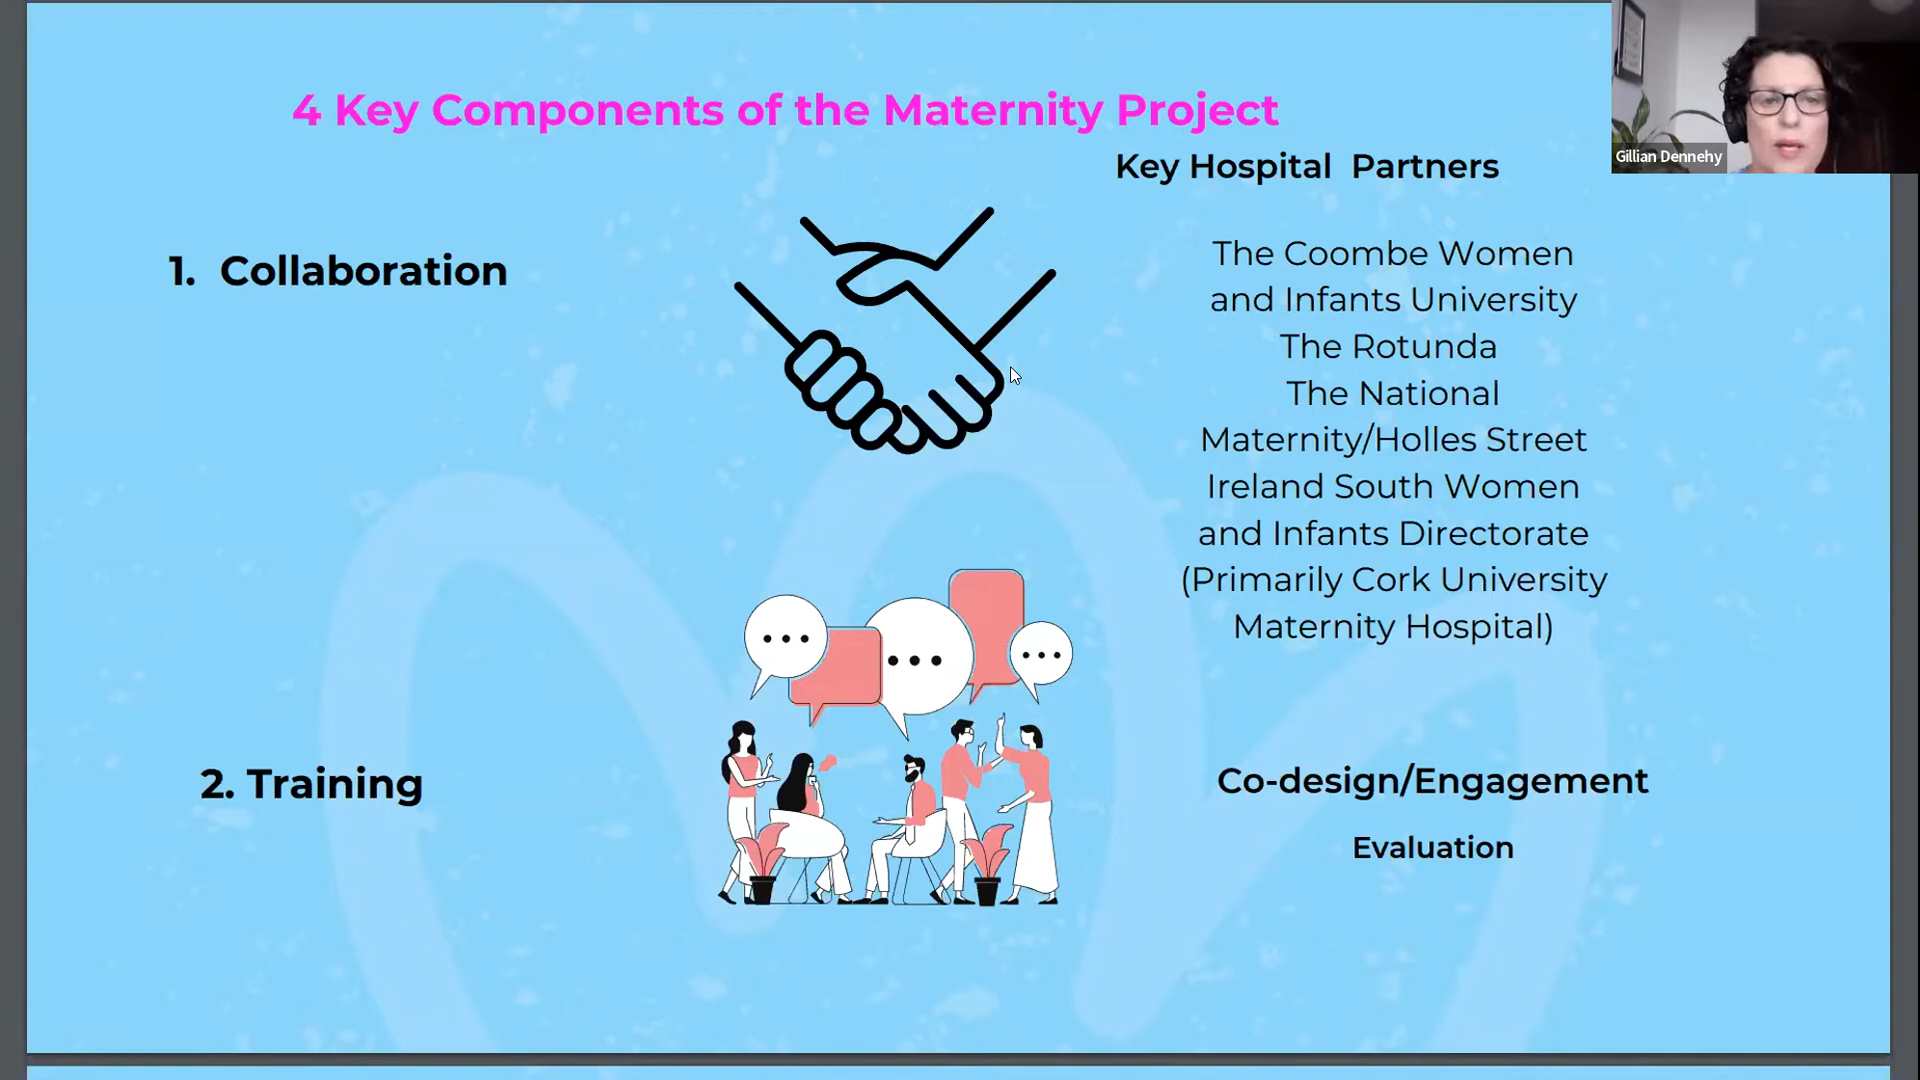 4 Key Components of the Maternity Project
Gillian Dennehy
Key Hospital Partners
1. Collaboration
The Coombe Women
and Infants University
The Rotunda
The National
Maternity/Holles Street
Ireland South Women
and Infants Directorate
(Primarily Cork University
Maternity Hospital)
2. Training
Co-design/Engagement
Evaluation